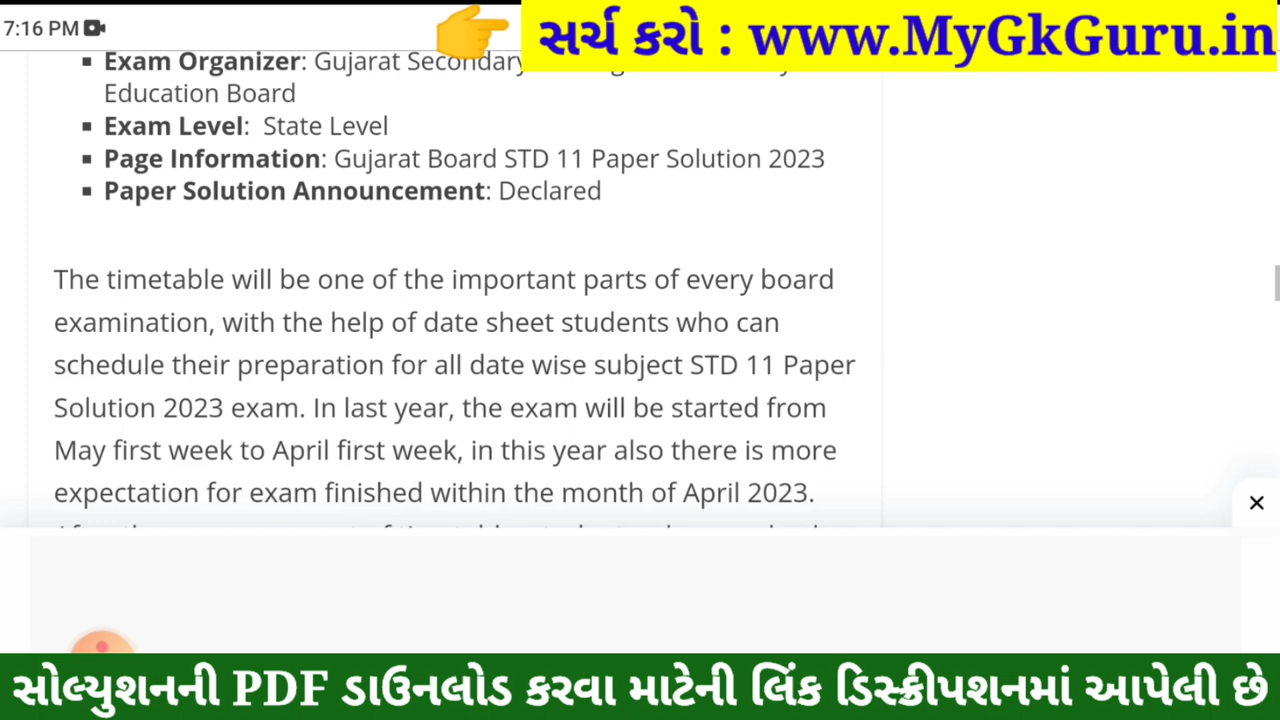 7:16 PM
👉 સર્ચ કરો : www.MyGkGuru.in
▪ Exam Organizer: Gujarat Secondary
Education Board
▪ Exam Level: State Level
▪ Page Information: Gujarat Board STD 11 Paper Solution 2023
▪ Paper Solution Announcement: Declared
The timetable will be one of the important parts of every board
examination, with the help of date sheet students who can
schedule their preparation for all date wise subject STD 11 Paper
Solution 2023 exam. In last year, the exam will be started from
May first week to April first week, in this year also there is more
expectation for exam finished within the month of April 2023.
સોલ્યુશનની PDF ડાઉનલોડ કરવા માટેની લિંક ડિસ્ક્રીપશનમાં આપેલી છે